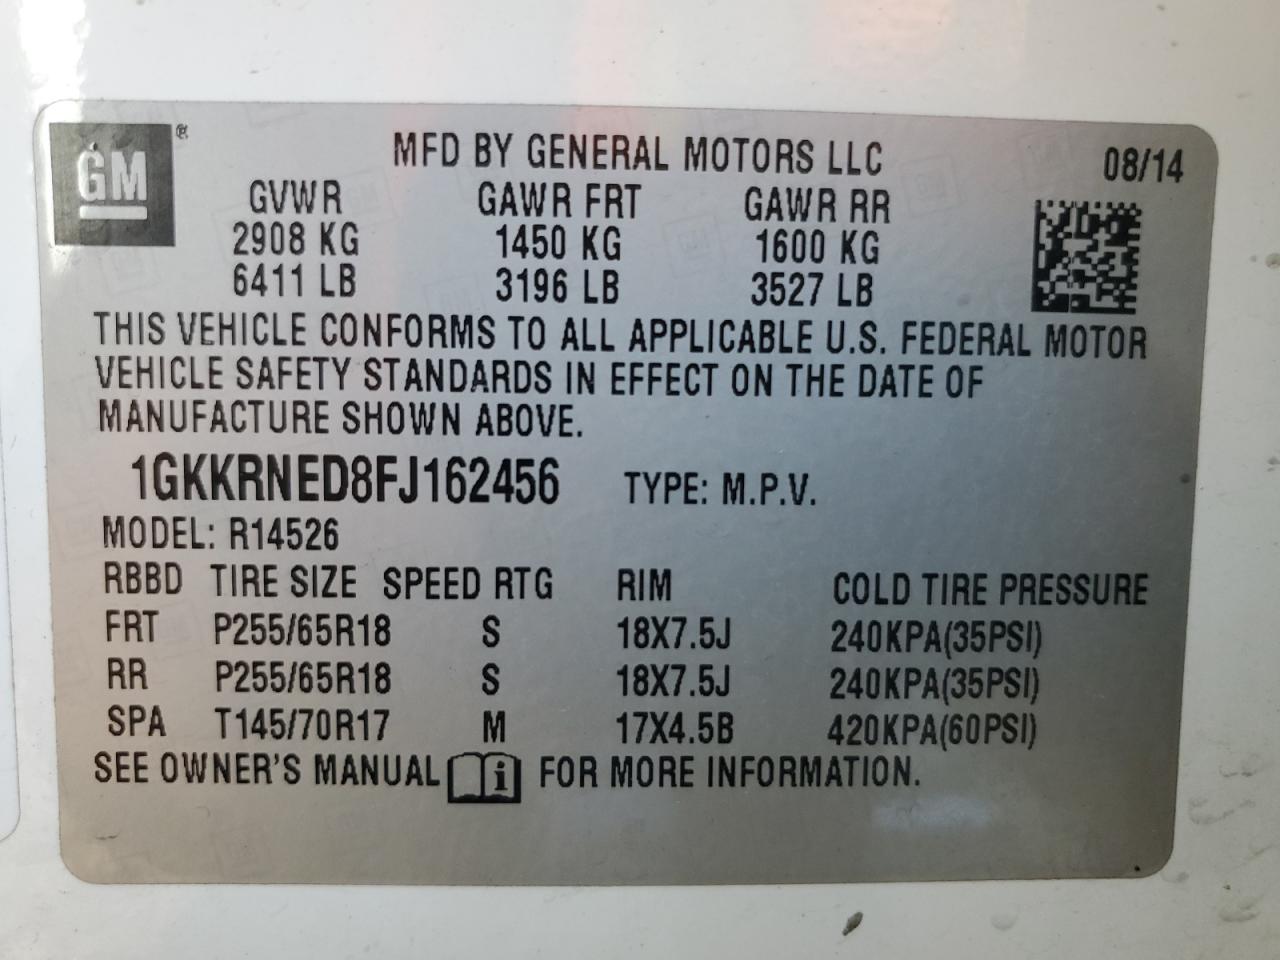 GM ®
MFD BY GENERAL MOTORS LLC 08/14
GVWR GAWR FRT GAWR RR
2908 KG 1450 KG 1600 KG
6411 LB 3196 LB 3527 LB
THIS VEHICLE CONFORMS TO ALL APPLICABLE U.S. FEDERAL MOTOR
VEHICLE SAFETY STANDARDS IN EFFECT ON THE DATE OF
MANUFACTURE SHOWN ABOVE.
1GKKRNED8FJ162456 TYPE: M.P.V.
MODEL: R14526
RBBD TIRE SIZE SPEED RTG RIM COLD TIRE PRESSURE
FRT P255/65R18 S 18X7.5J 240KPA(35PSI)
RR P255/65R18 S 18X7.5J 240KPA(35PSI)
SPA T145/70R17 M 17X4.5B 420KPA(60PSI)
SEE OWNER'S MANUAL i FOR MORE INFORMATION.